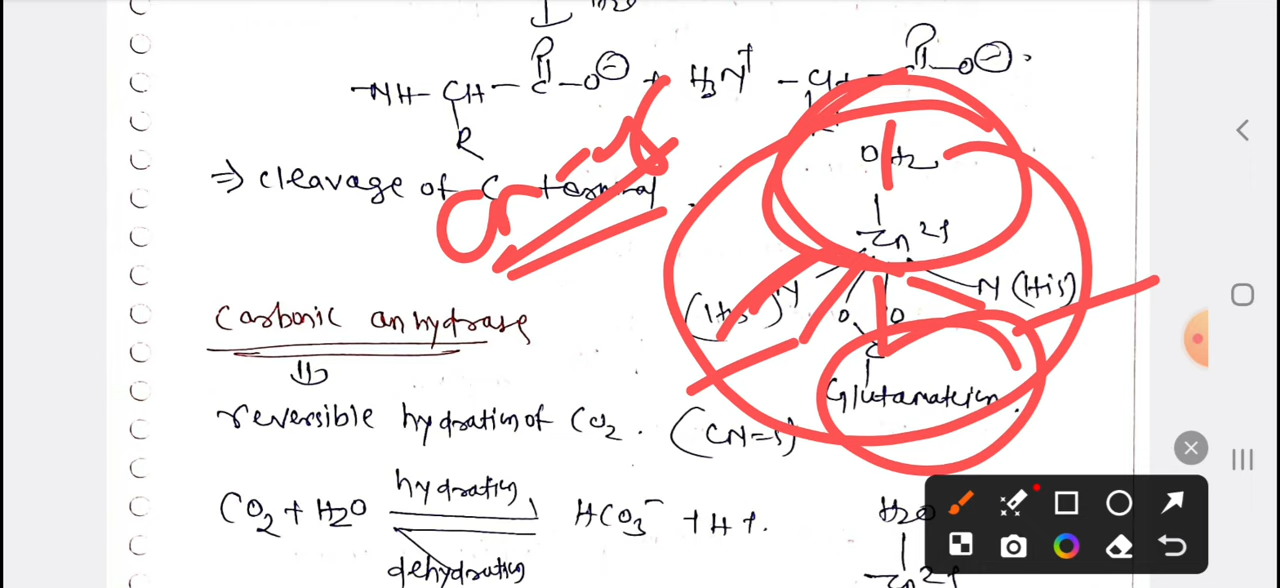 -NH-CH-C-O⊖ + H3N+ -CH-C-O⊖.
R
OH2
⇒ cleavage of C terminal.
Zn2+
(His) N
N (His)
O O
C
carbonic anhydrase
Glutamate ion.
reversible hydration of CO2. (CN=5)
hydration
CO2 + H2O ⇌ HCO3- + H+.
dehydration
H2O
Zn2+